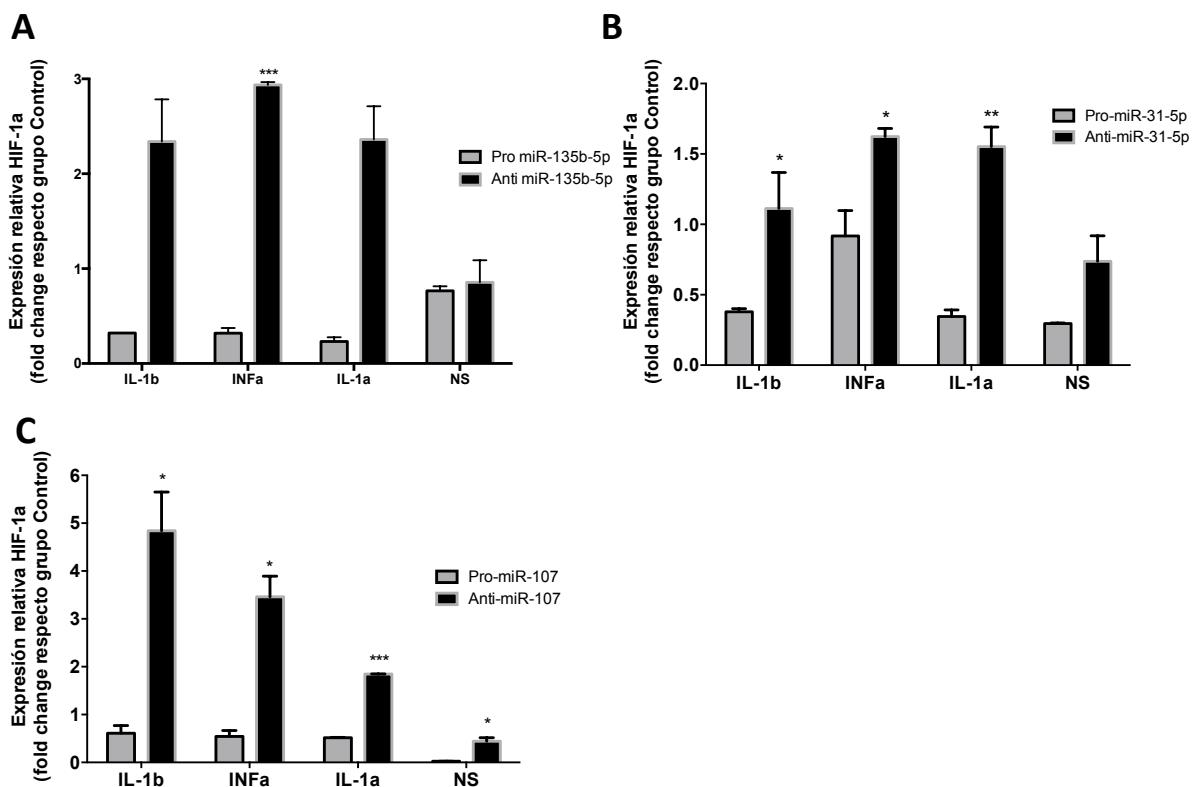 A
Expresión relativa HIF-1a
(fold change respecto grupo Control)
3
2
1
0
***
IL-1b INFa IL-1a NS
Pro miR-135b-5p
Anti miR-135b-5p
B
Expresión relativa HIF-1a
(fold change respecto grupo Control)
2.0
1.5
1.0
0.5
0.0
* * **
IL-1b INFa IL-1a NS
Pro-miR-31-5p
Anti-miR-31-5p
C
Expresión relativa HIF-1a
(fold change respecto grupo Control)
6
5
4
3
2
1
0
* * *** *
IL-1b INFa IL-1a NS
Pro-miR-107
Anti-miR-107